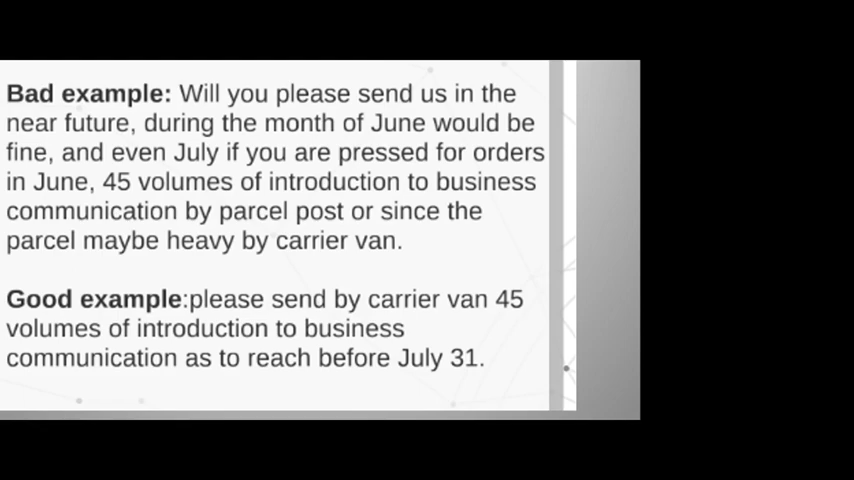 Bad example: Will you please send us in the
near future, during the month of June would be
fine, and even July if you are pressed for orders
in June, 45 volumes of introduction to business
communication by parcel post or since the
parcel maybe heavy by carrier van.
Good example:please send by carrier van 45
volumes of introduction to business
communication as to reach before July 31.